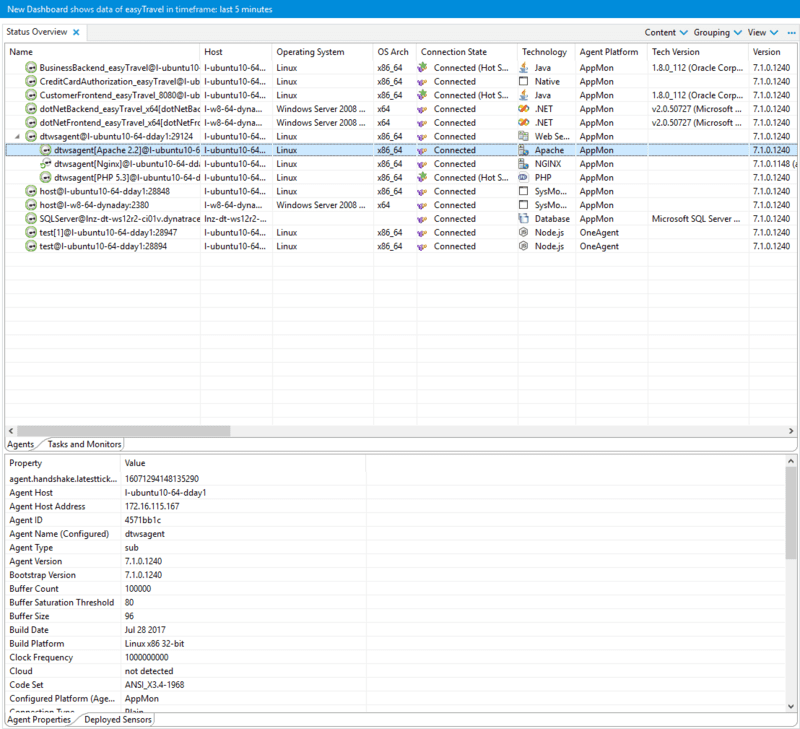 New Dashboard shows data of easyTravel in timeframe: last 5 minutes
Status Overview
Content Grouping View
Name Host Operating System OS Arch Connection State Technology Agent Platform Tech Version Version
BusinessBackend_easyTravel@l-ubuntu10- l-ubuntu10-64... Linux x86_64 Connected (Hot S... Java AppMon 1.8.0_112 (Oracle Corp... 7.1.0.1240
CreditCardAuthorization_easyTravel@l-ub l-ubuntu10-64... Linux x86_64 Connected Native AppMon 7.1.0.1240
CustomerFrontend_easyTravel_8080@l-ub l-ubuntu10-64... Linux x86_64 Connected (Hot S... Java AppMon 1.8.0_112 (Oracle Corp... 7.1.0.1240
dotNetBackend_easyTravel_x64[dotNetBac l-w8-64-dyna... Windows Server 2008 ... x64 Connected .NET AppMon v2.0.50727 (Microsoft ... 7.1.0.1240
dotNetFrontend_easyTravel_x64[dotNetFro l-w8-64-dyna... Windows Server 2008 ... x64 Connected .NET AppMon v2.0.50727 (Microsoft ... 7.1.0.1240
dtwsagent@l-ubuntu10-64-dday1:29124 l-ubuntu10-64... Linux x86_64 Connected Web Se... AppMon 7.1.0.1240
dtwsagent[Apache 2.2]@l-ubuntu10-6 l-ubuntu10-64... Linux x86_64 Connected Apache AppMon 7.1.0.1240
dtwsagent[Nginx]@l-ubuntu10-64-dda l-ubuntu10-64... Linux x86_64 Connected NGINX AppMon 7.1.0.1148 (a
dtwsagent[PHP 5.3]@l-ubuntu10-64-d l-ubuntu10-64... Linux x86_64 Connected (Hot S... PHP AppMon 7.1.0.1240
host@l-ubuntu10-64-dday1:28848 l-ubuntu10-64... Linux x86_64 Connected SysMo... AppMon 7.1.0.1240
host@l-w8-64-dynaday:2380 l-w8-64-dyna... Windows Server 2008 ... x64 Connected SysMo... AppMon 7.1.0.1240
SQLServer@lnz-dt-ws12r2-ci01v.dynatrace lnz-dt-ws12r2-... Connected Database AppMon Microsoft SQL Server ... 7.1.0.1240
test[1]@l-ubuntu10-64-dday1:28947 l-ubuntu10-64... Linux x86_64 Connected Node.js OneAgent 7.1.0.1240
test@l-ubuntu10-64-dday1:28894 l-ubuntu10-64... Linux x86_64 Connected Node.js OneAgent 7.1.0.1240
Agents Tasks and Monitors
Property Value
agent.handshake.latesttick... 16071294148135290
Agent Host l-ubuntu10-64-dday1
Agent Host Address 172.16.115.167
Agent ID 4571bb1c
Agent Name (Configured) dtwsagent
Agent Type sub
Agent Version 7.1.0.1240
Bootstrap Version 7.1.0.1240
Buffer Count 100000
Buffer Saturation Threshold 80
Buffer Size 96
Build Date Jul 28 2017
Build Platform Linux x86 32-bit
Clock Frequency 1000000000
Cloud not detected
Code Set ANSI_X3.4-1968
Configured Platform (Age... AppMon
Connection Type Plain
Agent Properties Deployed Sensors